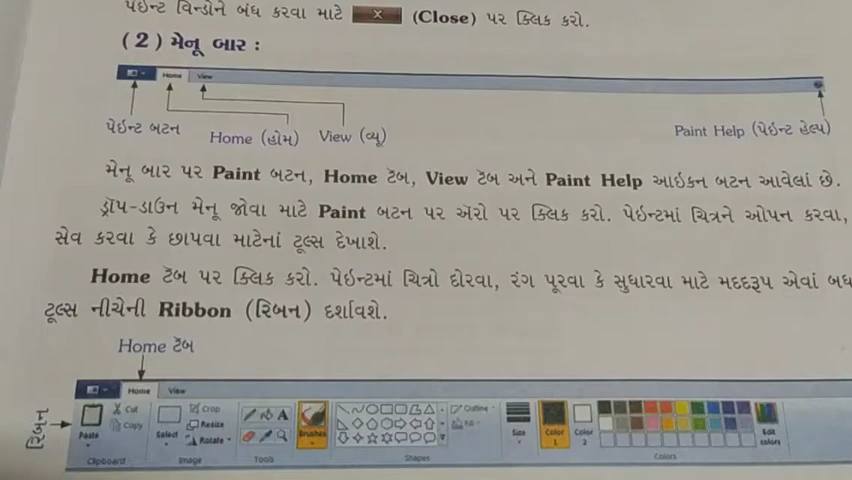 પેઇન્ટ વિન્ડોને બંધ કરવા માટે X (Close) પર ક્લિક કરો.
(2) મેનૂ બાર :
Home View
પેઇન્ટ બટન Home (હોમ) View (વ્યૂ) Paint Help (પેઇન્ટ હેલ્પ)
મેનૂ બાર પર Paint બટન, Home ટૅબ, View ટૅબ અને Paint Help આઇકન બટન આવેલાં છે.
ડ્રૉપ-ડાઉન મેનૂ જોવા માટે Paint બટન પર ઍરો પર ક્લિક કરો. પેઇન્ટમાં ચિત્રને ઓપન કરવા,
સેવ કરવા કે છાપવા માટેનાં ટૂલ્સ દેખાશે.
Home ટૅબ પર ક્લિક કરો. પેઇન્ટમાં ચિત્રો દોરવા, રંગ પૂરવા કે સુધારવા માટે મદદરૂપ એવાં
ટૂલ્સ નીચેની Ribbon (રિબન) દર્શાવશે.
Home ટૅબ
Home View
રિબન
Paste Cut Copy Select Crop Resize Rotate A Brushes Outline Fill Size Color 1 Color 2 Edit colors
Clipboard Image Tools Shapes Colors